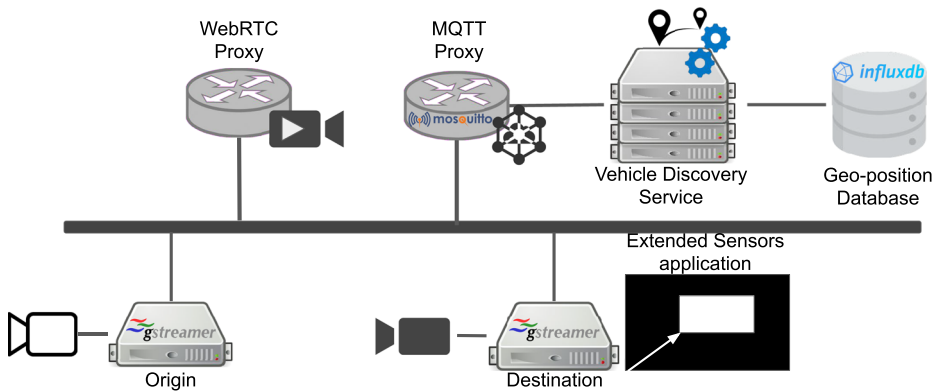 WebRTC
Proxy
MQTT
Proxy
mosquitto
influxdb
Vehicle Discovery
Service
Geo-position
Database
Extended Sensors
application
gstreamer
Origin
gstreamer
Destination